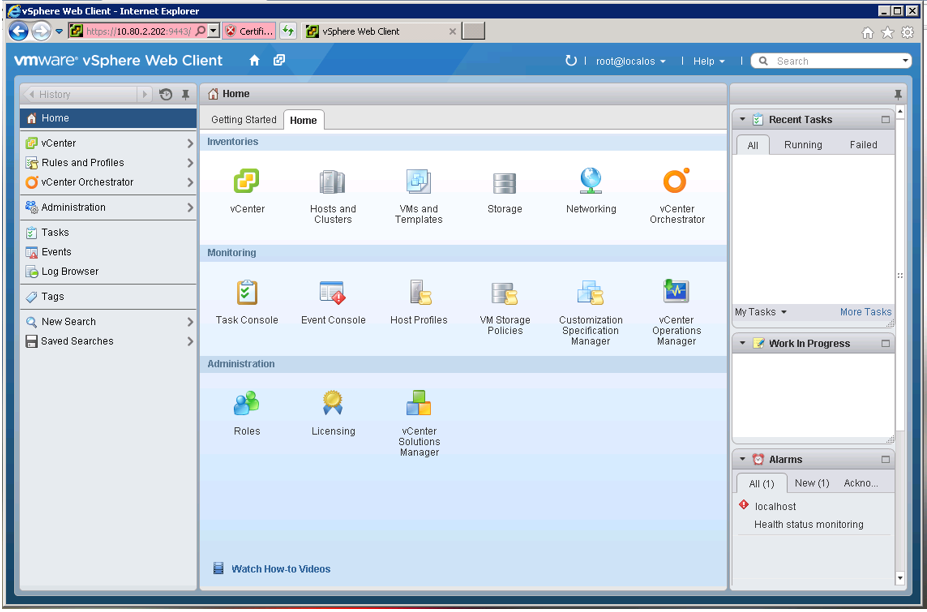 vSphere Web Client - Internet Explorer
https://10.80.2.202:9443/
Certifi...
vSphere Web Client
vmware® vSphere Web Client
root@localos
Help
Search
History
Home
vCenter
Rules and Profiles
vCenter Orchestrator
Administration
Tasks
Events
Log Browser
Tags
New Search
Saved Searches
Home
Getting Started
Home
Inventories
vCenter
Hosts and
Clusters
VMs and
Templates
Storage
Networking
vCenter
Orchestrator
Monitoring
Task Console
Event Console
Host Profiles
VM Storage
Policies
Customization
Specification
Manager
vCenter
Operations
Manager
Administration
Roles
Licensing
vCenter
Solutions
Manager
Watch How-to Videos
Recent Tasks
All
Running
Failed
My Tasks
More Tasks
Work In Progress
Alarms
All (1)
New (1)
Ackno...
localhost
Health status monitoring